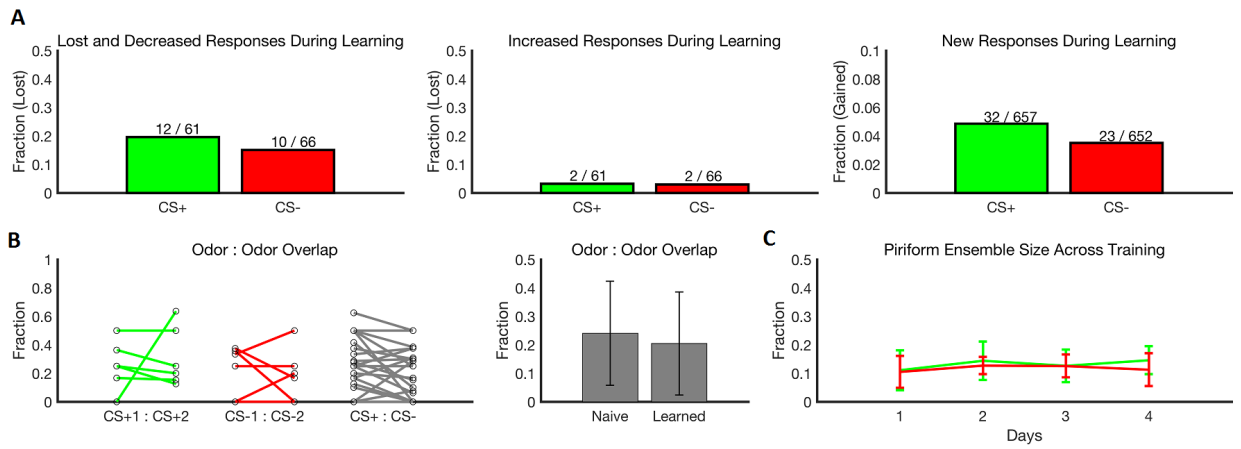 A
Lost and Decreased Responses During Learning
Fraction (Lost)
0.5
0.4
0.3
0.2
0.1
0
12 / 61
10 / 66
CS+
CS-
Increased Responses During Learning
Fraction (Lost)
0.5
0.4
0.3
0.2
0.1
0
2 / 61
2 / 66
CS+
CS-
New Responses During Learning
Fraction (Gained)
0.1
0.08
0.06
0.04
0.02
0
32 / 657
23 / 652
CS+
CS-
B
Odor : Odor Overlap
Fraction
1
0.8
0.6
0.4
0.2
0
CS+1 : CS+2
CS-1 : CS-2
CS+ : CS-
Odor : Odor Overlap
Fraction
0.5
0.4
0.3
0.2
0.1
0
Naive
Learned
C
Piriform Ensemble Size Across Training
Fraction
0.5
0.4
0.3
0.2
0.1
0
1
2
3
4
Days